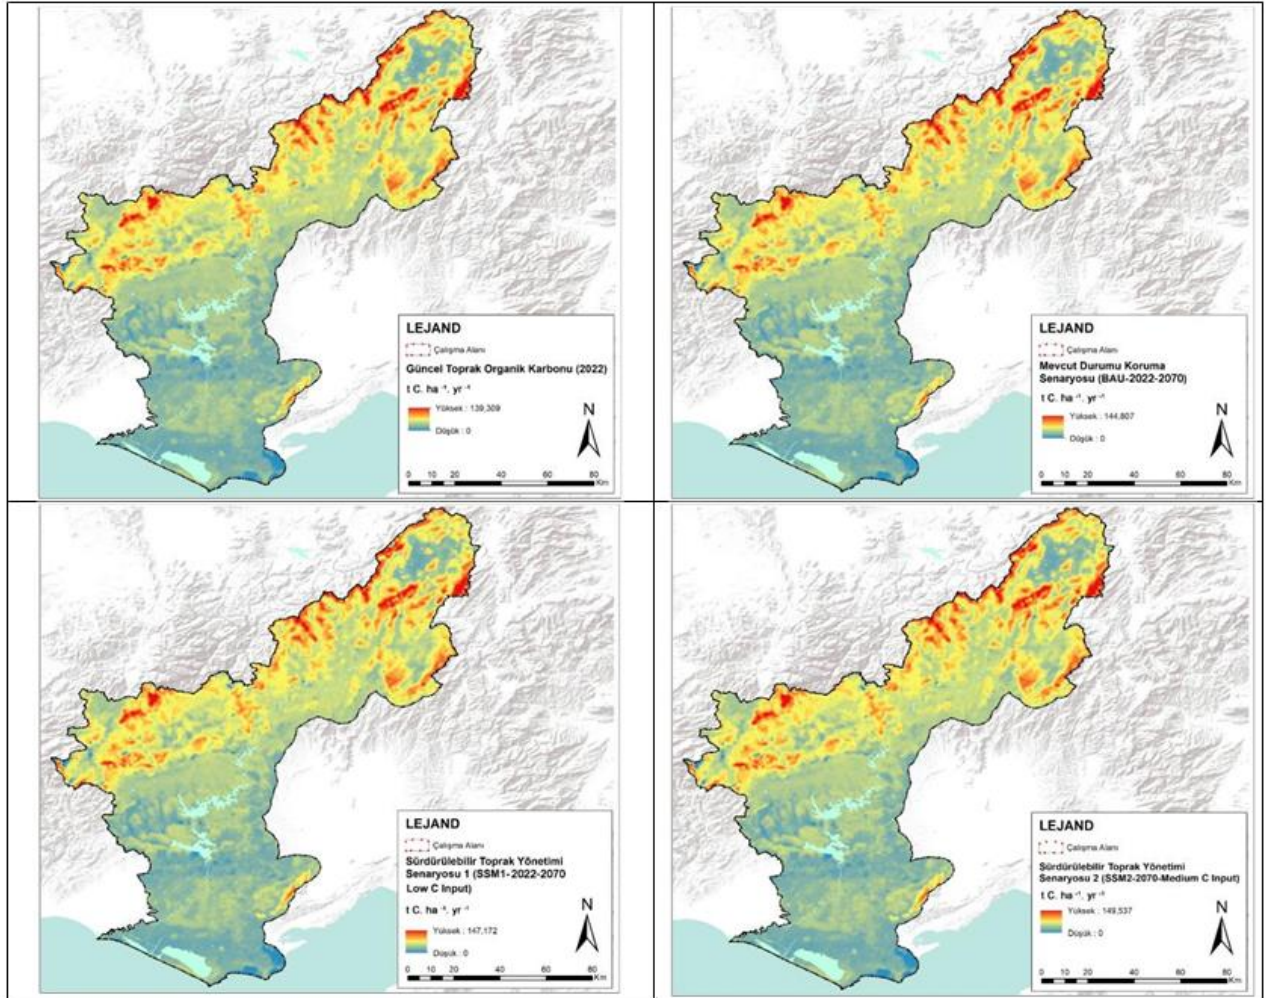 LEJAND
Çalışma Alanı
Güncel Toprak Organik Karbonu (2022)
t C. ha ⁻¹. yr ⁻¹
Yüksek : 139,309
Düşük : 0
N
0 10 20 40 60 80
Km
LEJAND
Çalışma Alanı
Mevcut Durumu Koruma
Senaryosu (BAU-2022-2070)
t C. ha ⁻¹. yr ⁻¹
Yüksek : 144,807
Düşük : 0
N
0 10 20 40 60 80
Km
LEJAND
Çalışma Alanı
Sürdürülebilir Toprak Yönetimi
Senaryosu 1 (SSM1-2022-2070
Low C Input)
t C. ha ⁻¹. yr ⁻¹
Yüksek : 147,172
Düşük : 0
N
0 10 20 40 60 80
Km
LEJAND
Çalışma Alanı
Sürdürülebilir Toprak Yönetimi
Senaryosu 2 (SSM2-2070-Medium C Input)
t C. ha ⁻¹. yr ⁻¹
Yüksek : 149,537
Düşük : 0
N
0 10 20 40 60 80
Km